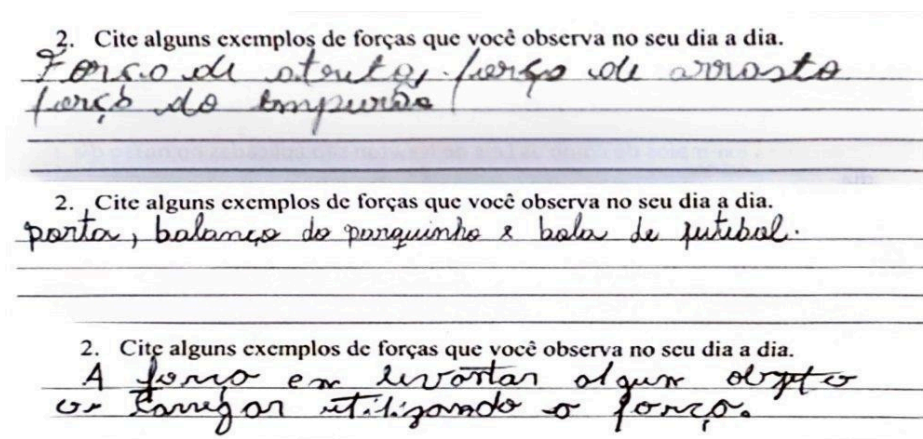 2. Cite alguns exemplos de forças que você observa no seu dia a dia.
Força de atrito, força de arrasto
força do empurrão
2. Cite alguns exemplos de forças que você observa no seu dia a dia.
porta, balanço do parquinho e bola de futebol.
2. Cite alguns exemplos de forças que você observa no seu dia a dia.
A força em levantar algum objeto
ou carregar utilizando a força.